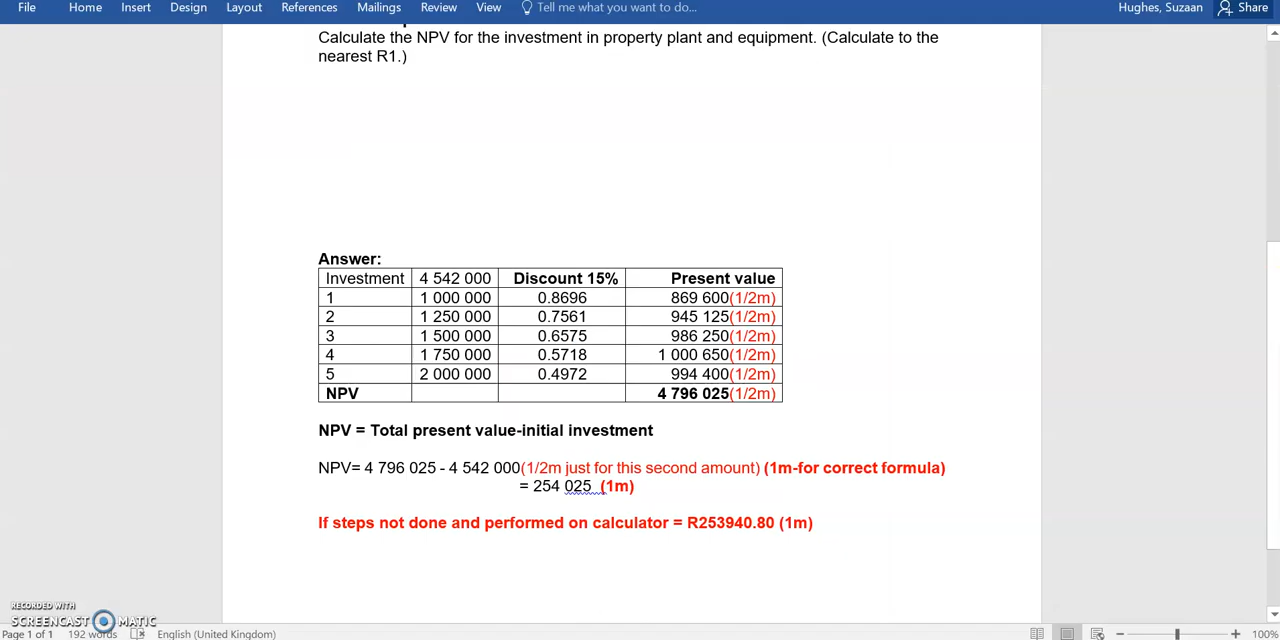 File Home Insert Design Layout References Mailings Review View Tell me what you want to do... Hughes, Suzaan Share
Calculate the NPV for the investment in property plant and equipment. (Calculate to the
nearest R1.)
Answer:
Investment 4 542 000 Discount 15% Present value
1 1 000 000 0.8696 869 600(1/2m)
2 1 250 000 0.7561 945 125(1/2m)
3 1 500 000 0.6575 986 250(1/2m)
4 1 750 000 0.5718 1 000 650(1/2m)
5 2 000 000 0.4972 994 400(1/2m)
NPV 4 796 025(1/2m)
NPV = Total present value-initial investment
NPV= 4 796 025 - 4 542 000(1/2m just for this second amount) (1m-for correct formula)
= 254 025 (1m)
If steps not done and performed on calculator = R253940.80 (1m)
RECORDED WITH
SCREENCAST MATIC
Page 1 of 1 192 words English (United Kingdom) 100%